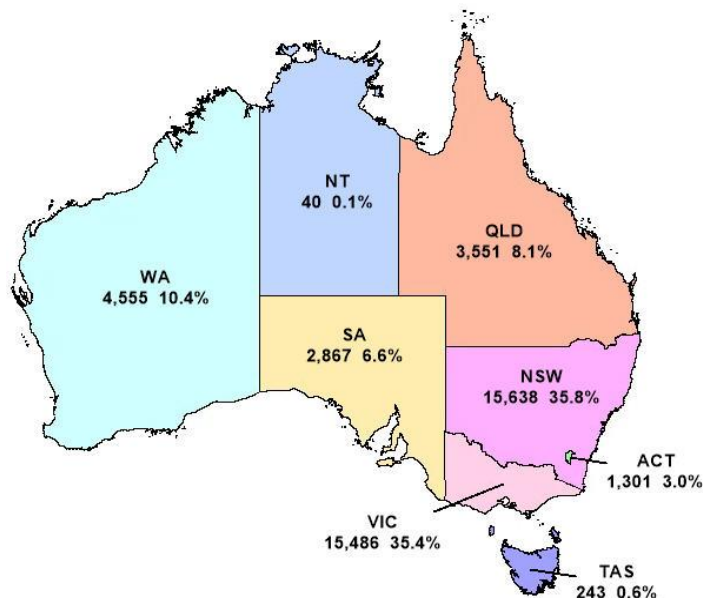 NT
40 0.1%
QLD
3,551 8.1%
WA
4,555 10.4%
SA
2,867 6.6%
NSW
15,638 35.8%
ACT
1,301 3.0%
VIC
15,486 35.4%
TAS
243 0.6%